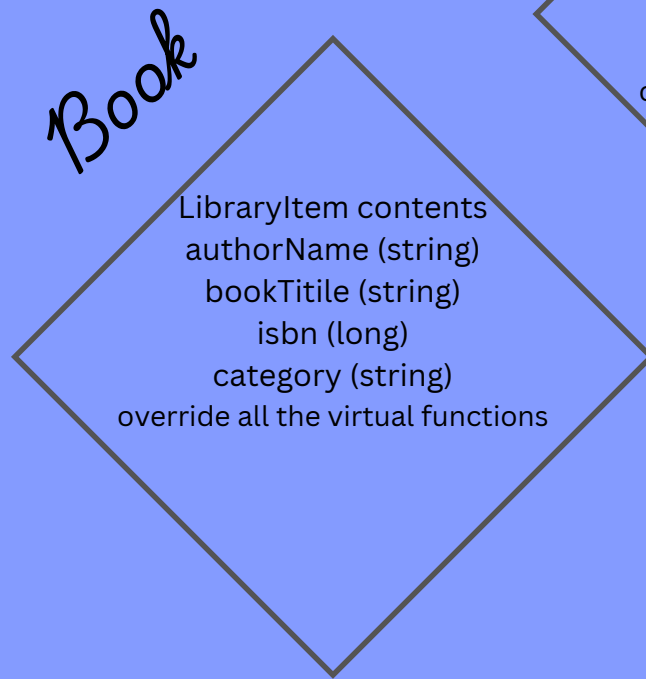 Book
LibraryItem contents
authorName (string)
bookTitile (string)
isbn (long)
category (string)
override all the virtual functions